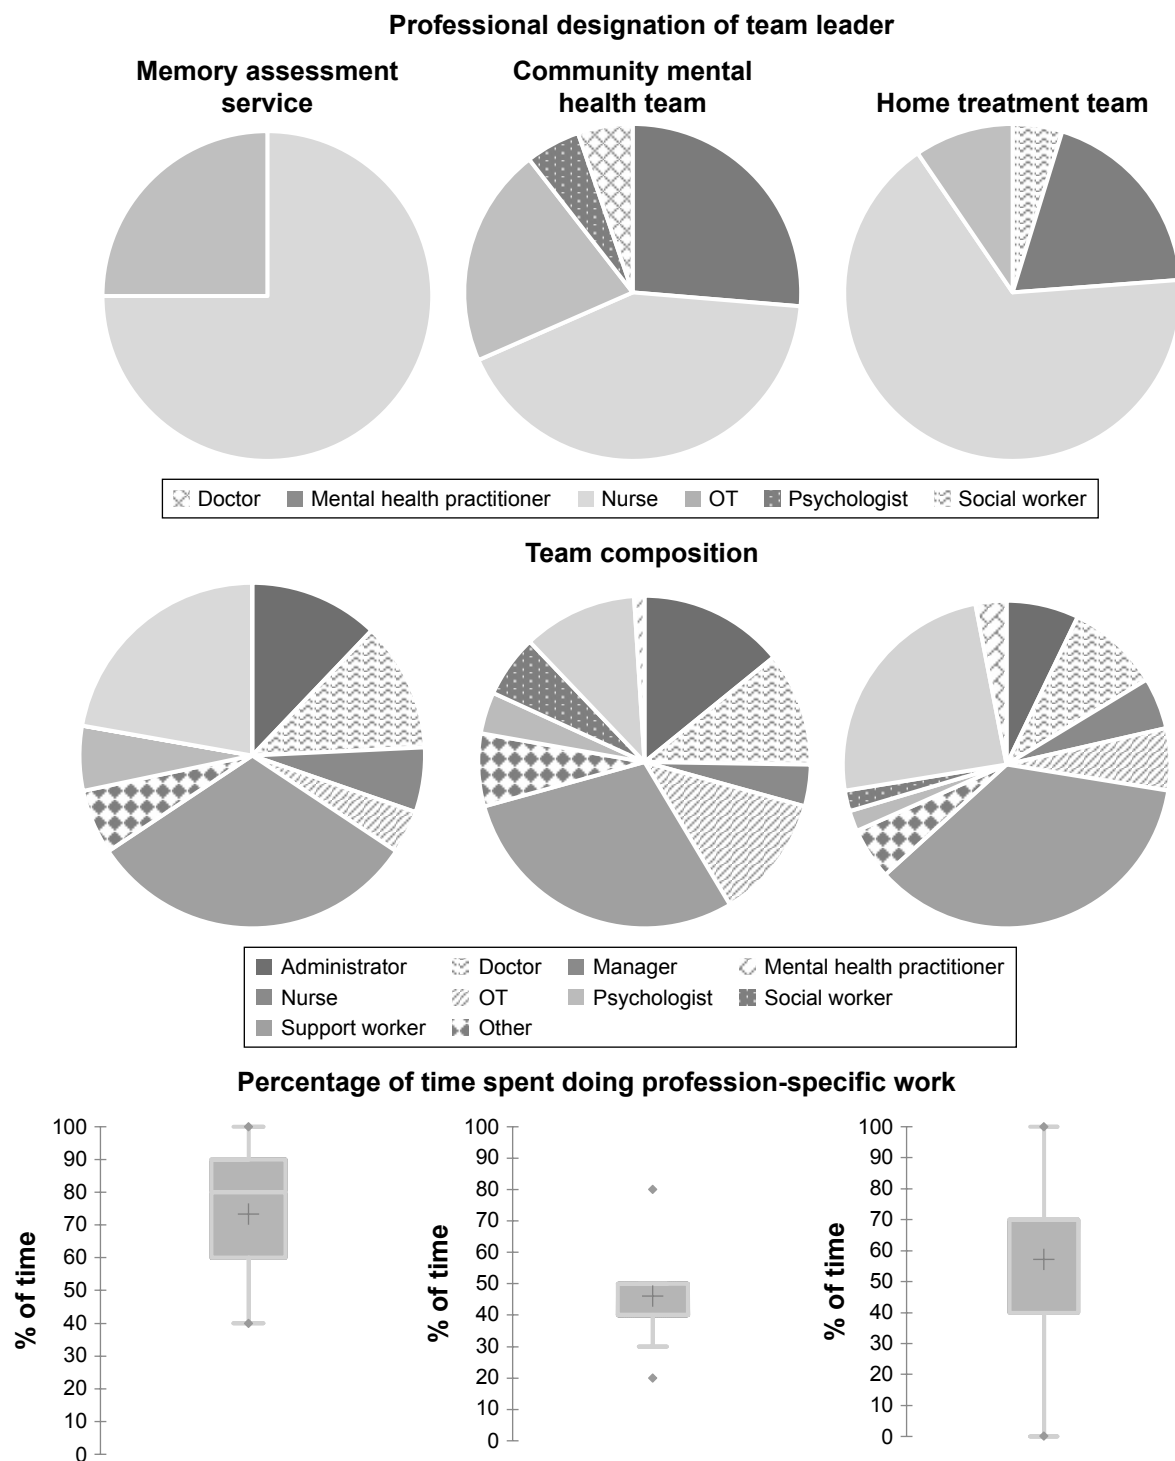 Professional designation of team leader
Memory assessment
service
Community mental
health team
Home treatment team
Doctor Mental health practitioner Nurse OT Psychologist Social worker
Team composition
Administrator Doctor Manager Mental health practitioner
Nurse OT Psychologist Social worker
Support worker Other
Percentage of time spent doing profession-specific work
% of time
100
90
80
70
60
50
40
30
20
10
0
% of time
100
90
80
70
60
50
40
30
20
10
0
% of time
100
90
80
70
60
50
40
30
20
10
0